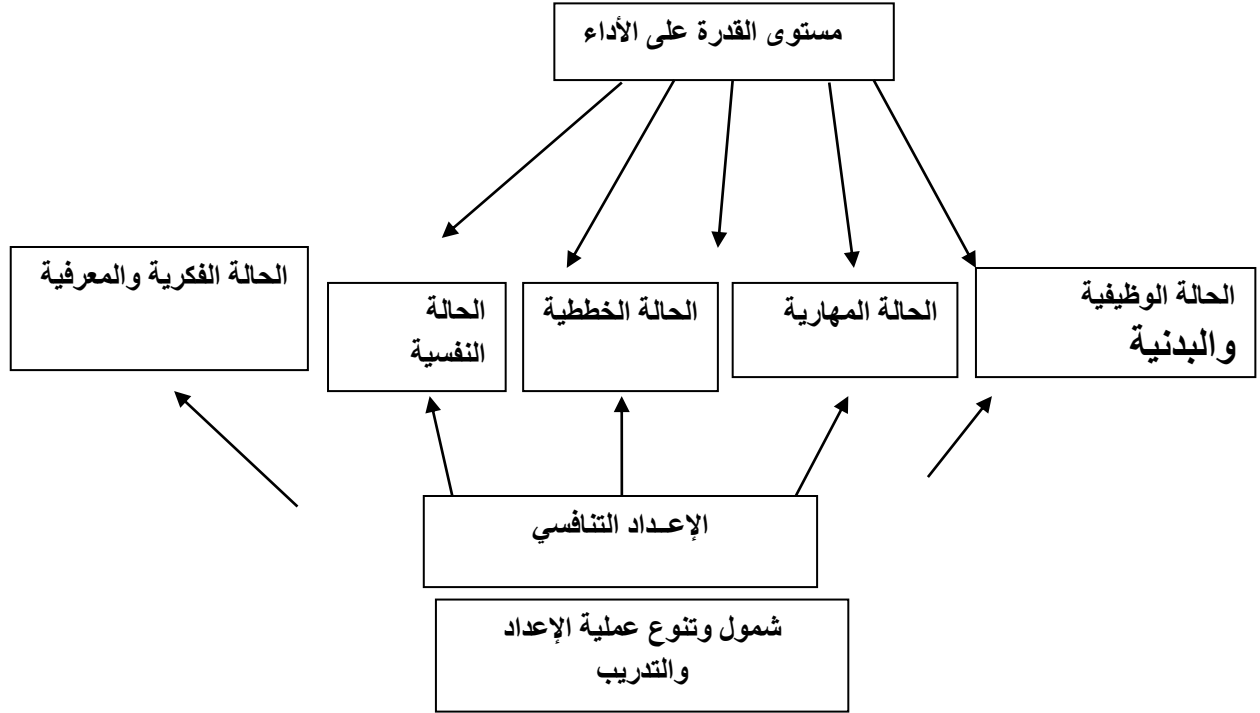 مستوى القدرة على الأداء
الحالة الوظيفية
والبدنية
الحالة المهارية
الحالة الخططية
الحالة
النفسية
الحالة الفكرية والمعرفية
الإعـداد التنافسي
شمول وتنوع عملية الإعداد
والتدريب